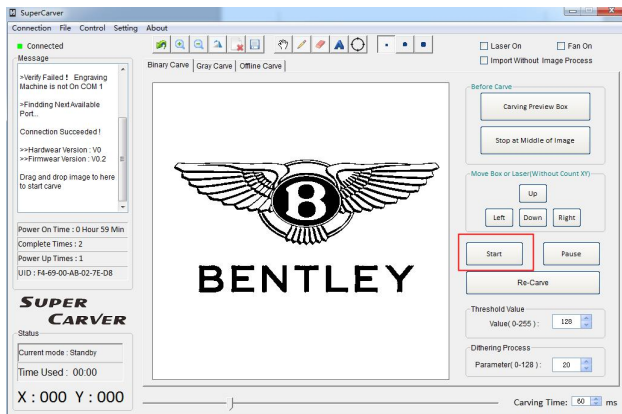 SuperCarver
Connection File Control Setting About
Connected
Message
>Verify Failed！ Engraving
Machine is not On COM 1
>Findding NextAvailable
Port...
Connection Succeeded !
>>Hardwear Version : V0
>>Firmwear Version : V0.2
Drag and drop image to here
to start carve
Power On Time : 0 Hour 59 Min
Complete Times : 2
Power Up Times : 1
UID : F4-69-00-AB-02-7E-D8
SUPER
CARVER
Status
Current mode : Standby
Time Used : 00:00
X : 000 Y : 000
A
Binary Carve Gray Carve Offline Carve
B
BENTLEY
Laser On Fan On
Import Without Image Process
Before Carve
Carving Preview Box
Stop at Middle of Image
Move Box or Laser(Without Count XY)
Up
Left Down Right
Start Pause
Re-Carve
Threshold Value
Value( 0-255 ) : 128
Dithering Process
Parameter( 0-128 ) : 20
Carving Time: 60 ms